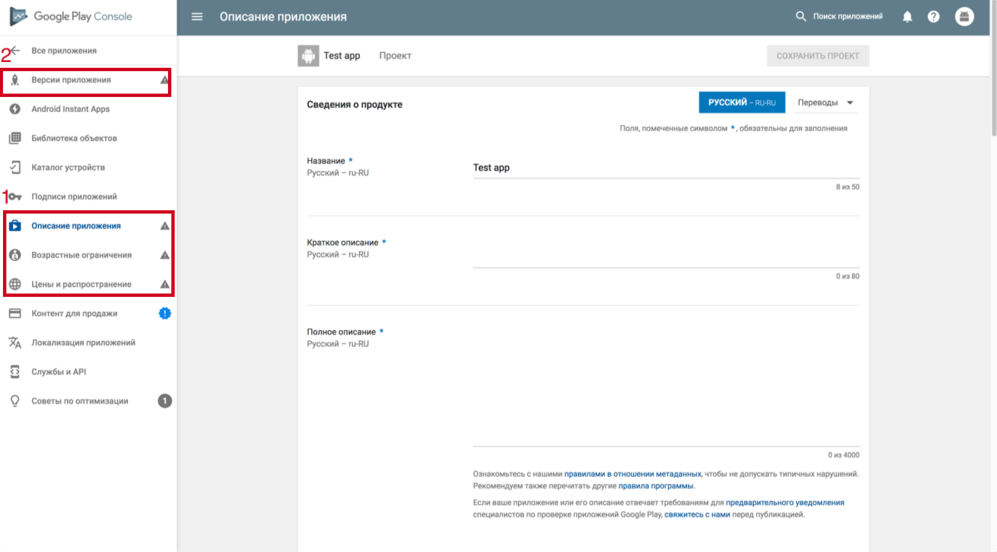 Google Play Console
Описание приложения
Поиск приложений
2
Все приложения
Test app
Проект
СОХРАНИТЬ ПРОЕКТ
Версии приложения
Android Instant Apps
Библиотека объектов
Каталог устройств
1
Подписи приложений
Описание приложения
Возрастные ограничения
Цены и распространение
Контент для продажи
Локализация приложений
Службы и API
Советы по оптимизации
1
Сведения о продукте
РУССКИЙ – RU-RU
Переводы
Поля, помеченные символом *, обязательны для заполнения
Название *
Русский – ru-RU
Test app
8 из 50
Краткое описание *
Русский – ru-RU
0 из 80
Полное описание *
Русский – ru-RU
0 из 4000
Ознакомьтесь с нашими правилами в отношении метаданных, чтобы не допускать типичных нарушений.
Рекомендуем также перечитать другие правила программы.
Если ваше приложение или его описание отвечает требованиям для предварительного уведомления
специалистов по проверке приложений Google Play, свяжитесь с нами перед публикацией.